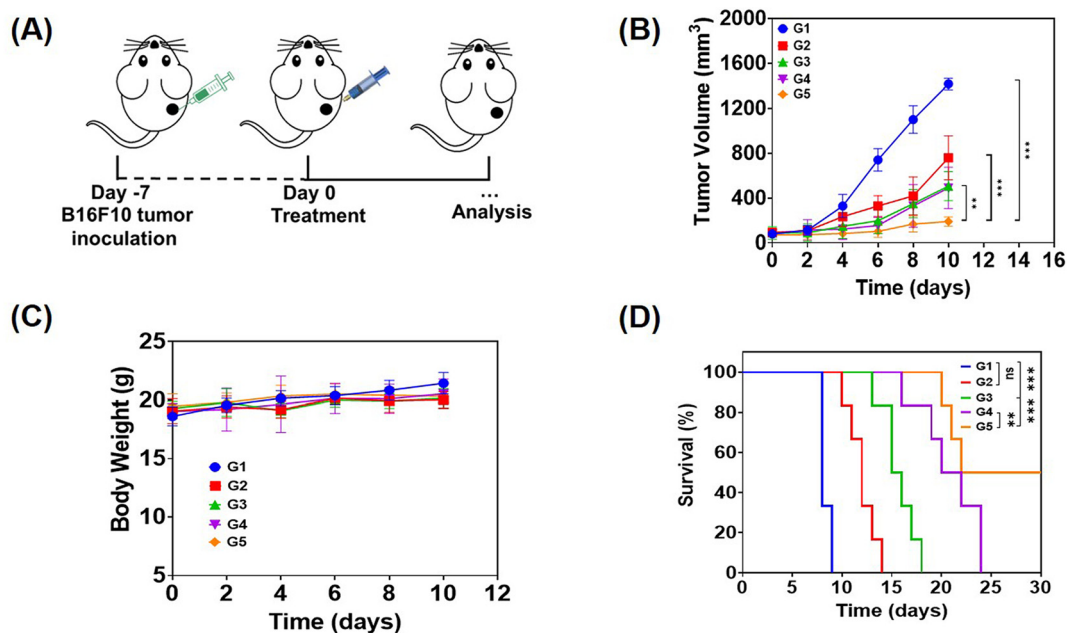 (A)
Day -7
B16F10 tumor
inoculation
Day 0
Treatment
...
Analysis
(B)
Tumor Volume (mm³)
2000
1600
1200
800
400
0
0 2 4 6 8 10 12 14 16
Time (days)
G1
G2
G3
G4
G5
**
***
***
(C)
Body Weight (g)
25
20
15
10
5
0 2 4 6 8 10 12
Time (days)
G1
G2
G3
G4
G5
(D)
Survival (%)
100
80
60
40
20
0
0 5 10 15 20 25 30
Time (days)
G1
G2
G3
G4
G5
ns
**
***
***